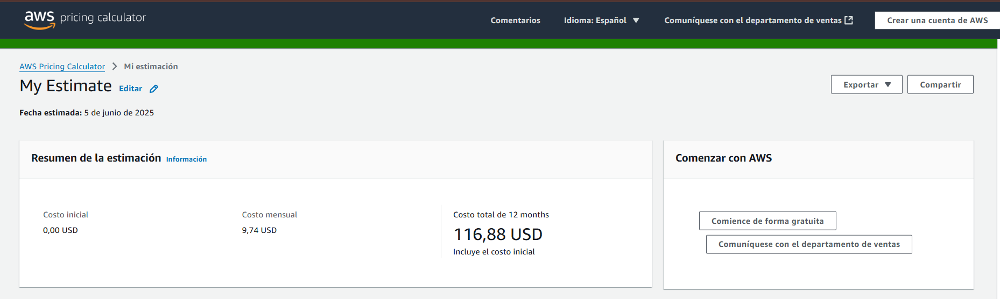 aws pricing calculator
Comentarios
Idioma: Español
Comuníquese con el departamento de ventas
Crear una cuenta de AWS
AWS Pricing Calculator > Mi estimación
My Estimate Editar
Exportar
Compartir
Fecha estimada: 5 de junio de 2025
Resumen de la estimación Información
Costo inicial
0,00 USD
Costo mensual
9,74 USD
Costo total de 12 months
116,88 USD
Incluye el costo inicial
Comenzar con AWS
Comience de forma gratuita
Comuníquese con el departamento de ventas